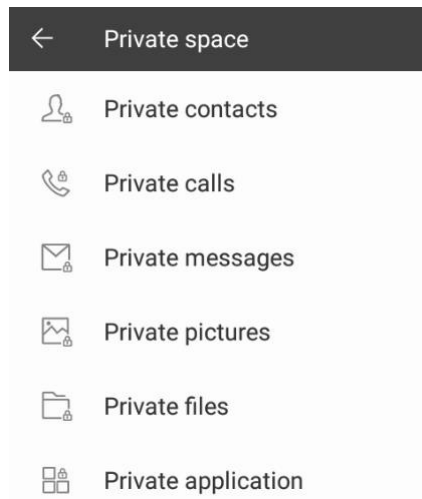 Private space
Private contacts
Private calls
Private messages
Private pictures
Private files
Private application